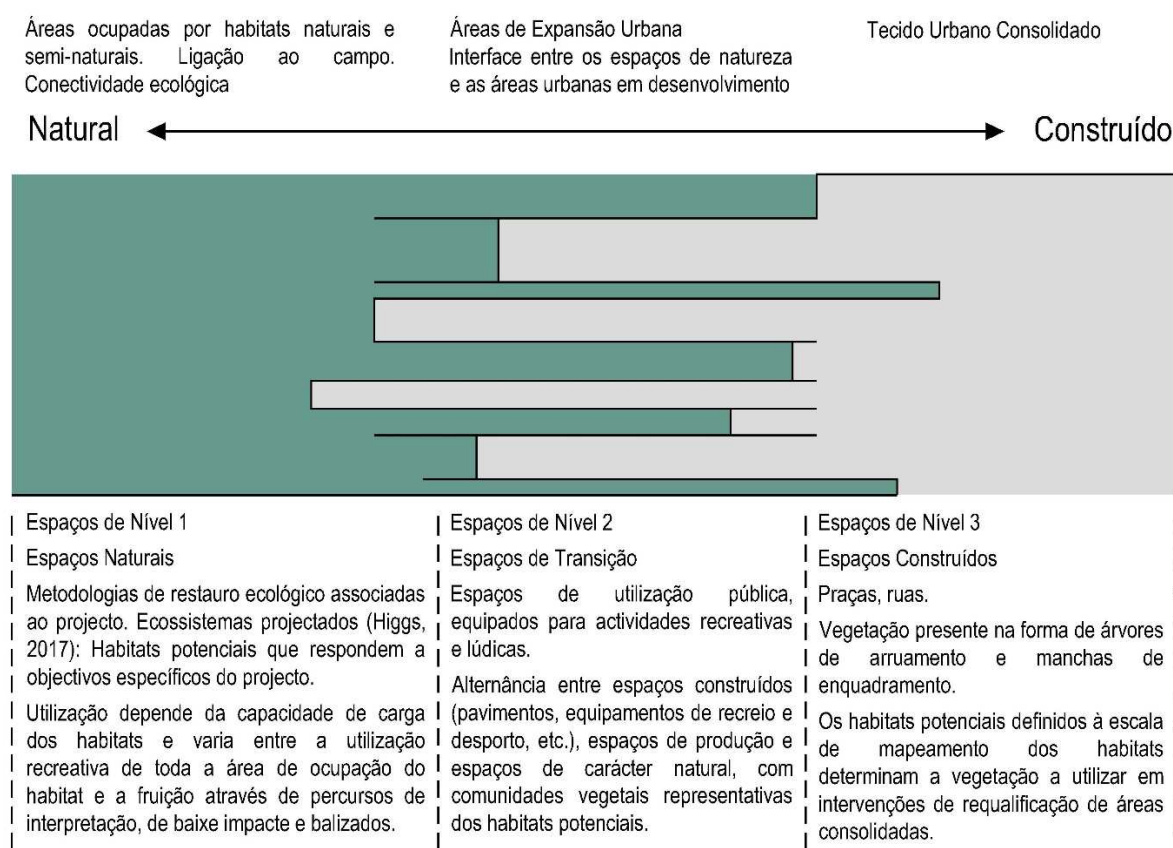 Áreas ocupadas por habitats naturais e
semi-naturais. Ligação ao campo.
Conectividade ecológica
Áreas de Expansão Urbana
Interface entre os espaços de natureza
e as áreas urbanas em desenvolvimento
Tecido Urbano Consolidado
Natural
Construído
Espaços de Nível 1
Espaços Naturais
Metodologias de restauro ecológico associadas
ao projecto. Ecossistemas projectados (Higgs,
2017): Habitats potenciais que respondem a
objectivos específicos do projecto.
Utilização depende da capacidade de carga
dos habitats e varia entre a utilização
recreativa de toda a área de ocupação do
habitat e a fruição através de percursos de
interpretação, de baixe impacte e balizados.
Espaços de Nível 2
Espaços de Transição
Espaços de utilização pública,
equipados para actividades recreativas
e lúdicas.
Alternância entre espaços construídos
(pavimentos, equipamentos de recreio e
desporto, etc.), espaços de produção e
espaços de carácter natural, com
comunidades vegetais representativas
dos habitats potenciais.
Espaços de Nível 3
Espaços Construídos
Praças, ruas.
Vegetação presente na forma de árvores
de arruamento e manchas de
enquadramento.
Os habitats potenciais definidos à escala
de mapeamento dos habitats
determinam a vegetação a utilizar em
intervenções de requalificação de áreas
consolidadas.